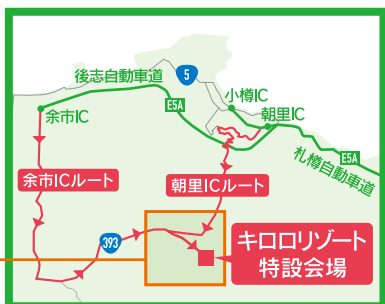 後志自動車道
5
小樽IC
E5A
余市IC
朝里IC
E5A
札樽自動車道
余市ICルート
朝里ICルート
393
キロロリゾート
特設会場